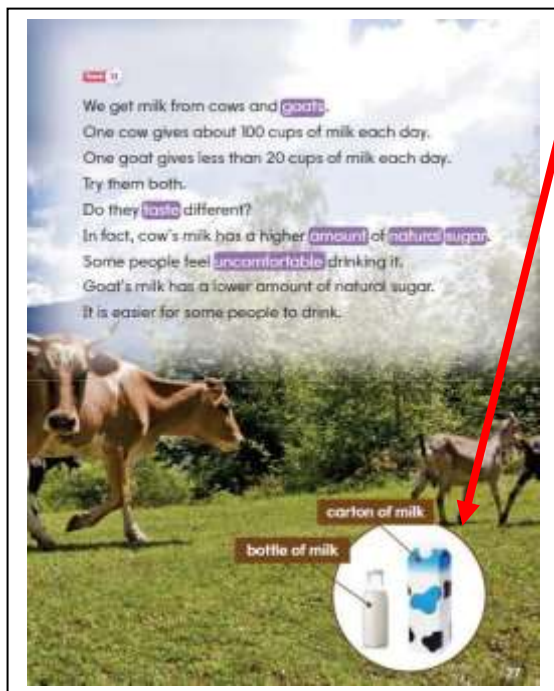 Track 11
We get milk from cows and goats.
One cow gives about 100 cups of milk each day.
One goat gives less than 20 cups of milk each day.
Try them both.
Do they taste different?
In fact, cow's milk has a higher amount of natural sugar.
Some people feel uncomfortable drinking it.
Goat's milk has a lower amount of natural sugar.
It is easier for some people to drink.
carton of milk
bottle of milk
27